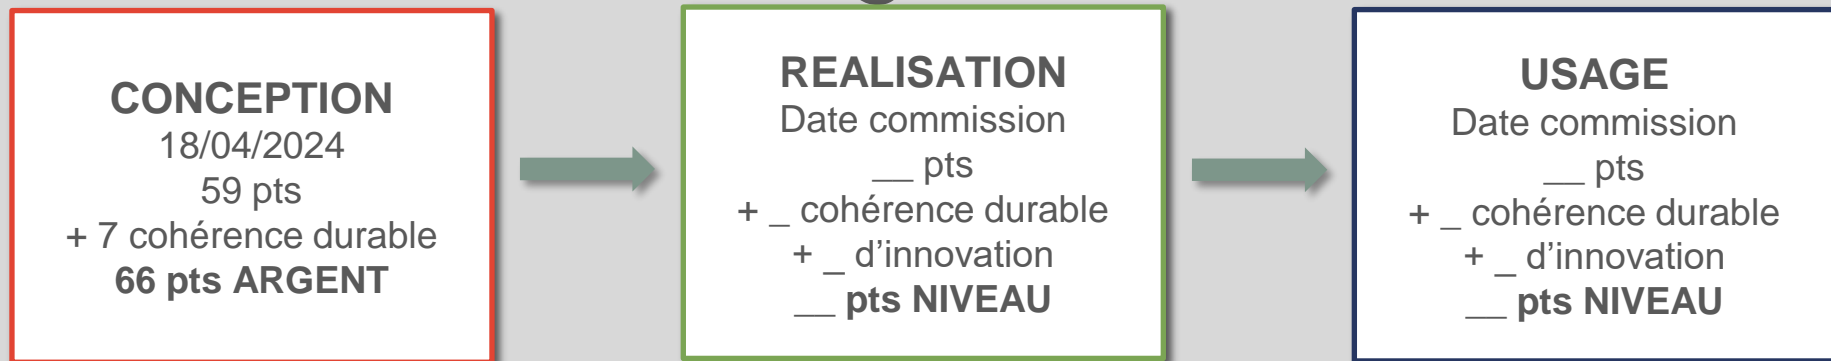 CONCEPTION
18/04/2024
59 pts
+ 7 cohérence durable
66 pts ARGENT
REALISATION
Date commission
__ pts
+ _ cohérence durable
+ _ d’innovation
__ pts NIVEAU
USAGE
Date commission
__ pts
+ _ cohérence durable
+ _ d’innovation
__ pts NIVEAU